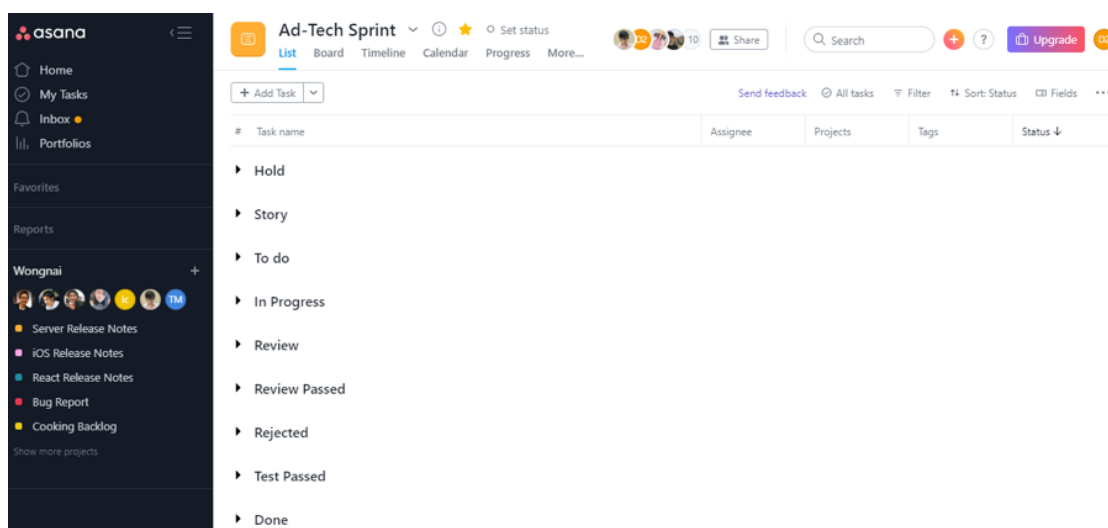 asana
Home
My Tasks
Inbox
Portfolios
Favorites
Reports
Wongnai +
Ic TM
Server Release Notes
iOS Release Notes
React Release Notes
Bug Report
Cooking Backlog
Show more projects
Ad-Tech Sprint Set status
List Board Timeline Calendar Progress More...
DZ 10 Share Search + ? Upgrade DZ
+ Add Task Send feedback All tasks Filter Sort: Status Fields ...
# Task name Assignee Projects Tags Status
Hold
Story
To do
In Progress
Review
Review Passed
Rejected
Test Passed
Done